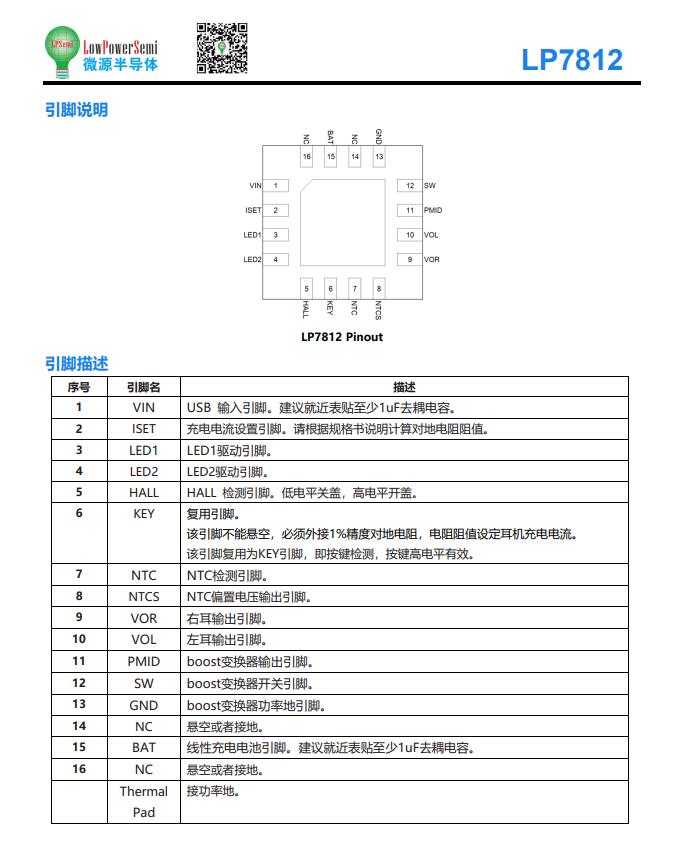 LPSemi
LowPowerSemi
微源半导体
LP7812
引脚说明
NC BAT NC GND
16 15 14 13
VIN 1 12 SW
ISET 2 11 PMID
LED1 3 10 VOL
LED2 4 9 VOR
5 6 7 8
HALL KEY NTC NTCS
LP7812 Pinout
引脚描述
序号 引脚名 描述
1 VIN USB 输入引脚。建议就近表贴至少1uF去耦电容。
2 ISET 充电电流设置引脚。请根据规格书说明计算对地电阻阻值。
3 LED1 LED1驱动引脚。
4 LED2 LED2驱动引脚。
5 HALL HALL 检测引脚。低电平关盖，高电平开盖。
6 KEY 复用引脚。
该引脚不能悬空，必须外接1%精度对地电阻，电阻阻值设定耳机充电电流。
该引脚复用为KEY引脚，即按键检测，按键高电平有效。
7 NTC NTC检测引脚。
8 NTCS NTC偏置电压输出引脚。
9 VOR 右耳输出引脚。
10 VOL 左耳输出引脚。
11 PMID boost变换器输出引脚。
12 SW boost变换器开关引脚。
13 GND boost变换器功率地引脚。
14 NC 悬空或者接地。
15 BAT 线性充电电池引脚。建议就近表贴至少1uF去耦电容。
16 NC 悬空或者接地。
Thermal 接功率地。
Pad